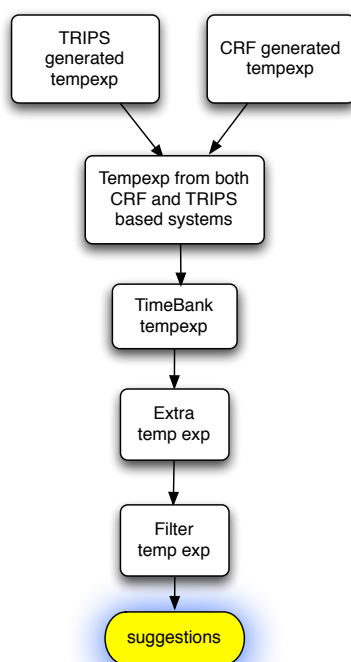 TRIPS
generated
tempexp
CRF generated
tempexp
Tempexp from both
CRF and TRIPS
based systems
TimeBank
tempexp
Extra
temp exp
Filter
temp exp
suggestions